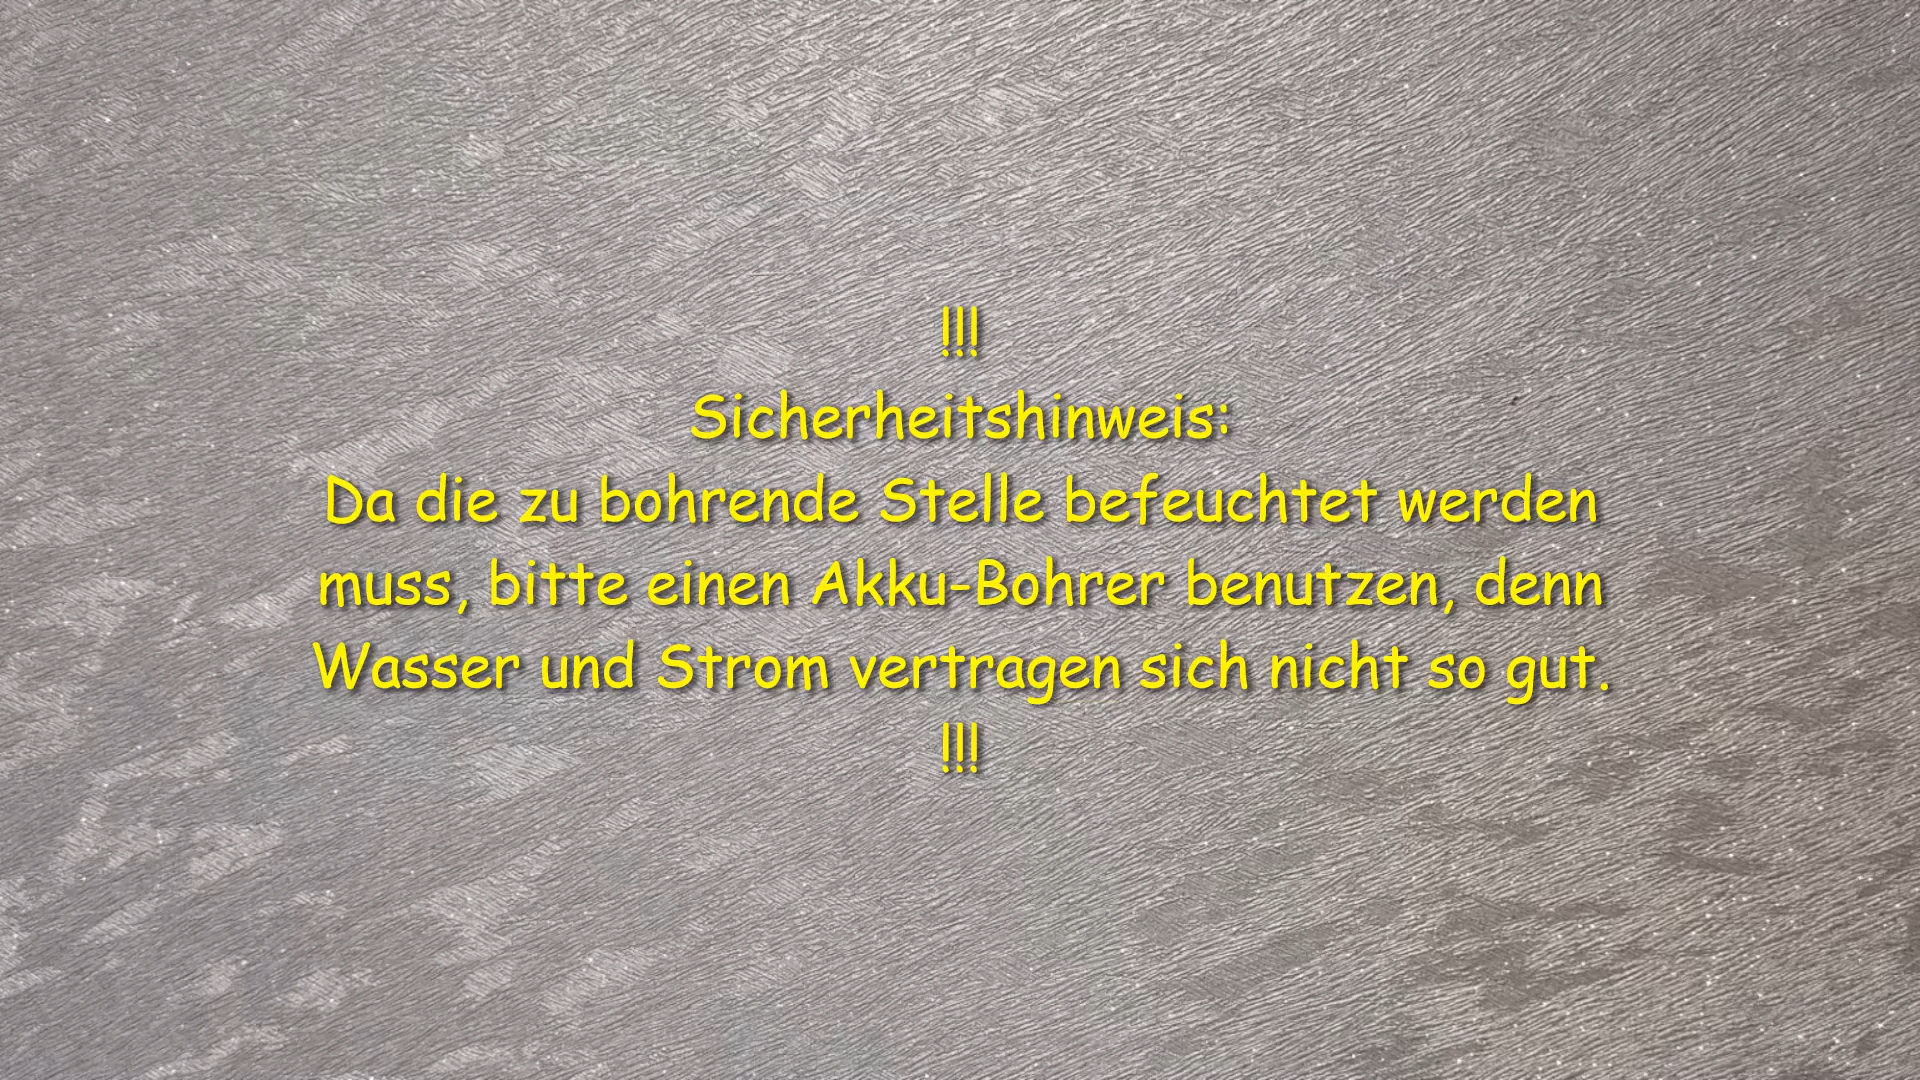 !!!
Sicherheitshinweis:
Da die zu bohrende Stelle befeuchtet werden
muss, bitte einen Akku-Bohrer benutzen, denn
Wasser und Strom vertragen sich nicht so gut.
!!!